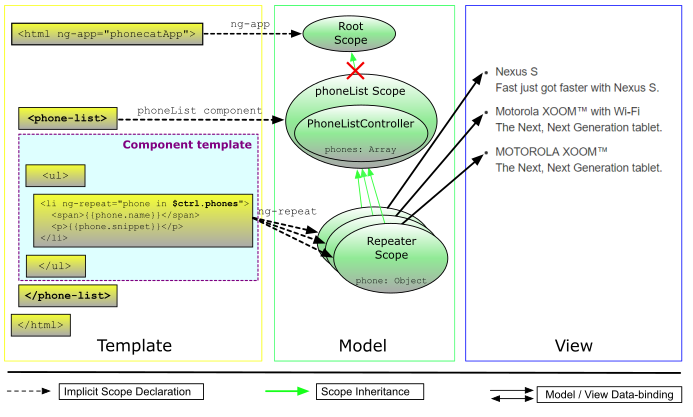 <html ng-app="phonecatApp">
<phone-list>
Component template
<ul>
<li ng-repeat="phone in $ctrl.phones">
<span>{{phone.name}}</span>
<p>{{phone.snippet}}</p>
</li>
</ul>
</phone-list>
</html>
Template
ng-app
phoneList component
ng-repeat
Root
Scope
phoneList Scope
PhoneListController
phones: Array
Repeater
Scope
phone: Object
Model
• Nexus S
Fast just got faster with Nexus S.
• Motorola XOOM™ with Wi-Fi
The Next, Next Generation tablet.
• MOTOROLA XOOM™
The Next, Next Generation tablet.
View
Implicit Scope Declaration
Scope Inheritance
Model / View Data-binding